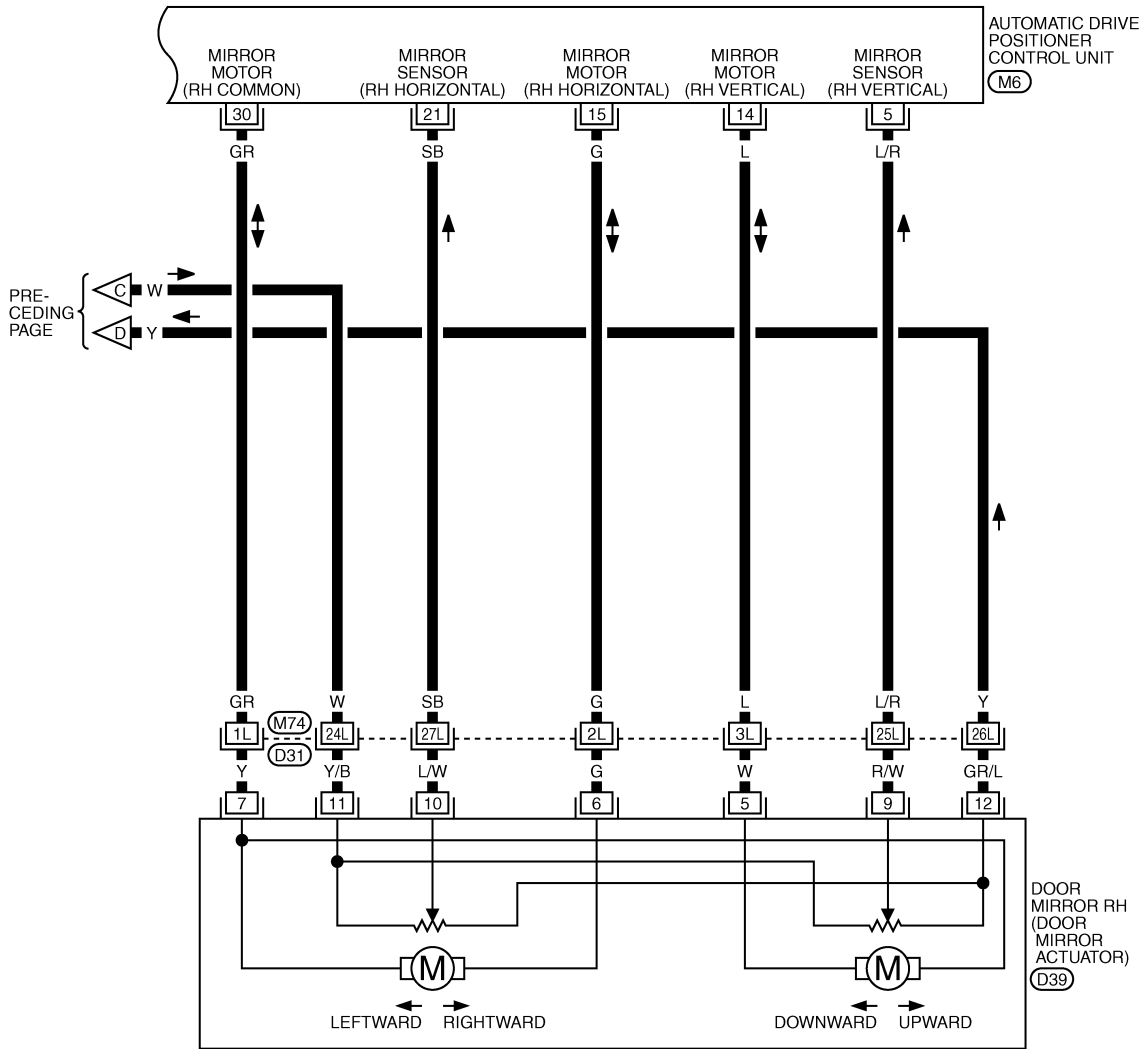 AUTOMATIC DRIVE
POSITIONER
CONTROL UNIT
M6
MIRROR
MOTOR
(RH COMMON)
MIRROR
SENSOR
(RH HORIZONTAL)
MIRROR
MOTOR
(RH HORIZONTAL)
MIRROR
MOTOR
(RH VERTICAL)
MIRROR
SENSOR
(RH VERTICAL)
30 21 15 14 5
GR SB G L L/R
PRE-
CEDING
PAGE
C W
D Y
GR W SB G L L/R Y
M74
1L 24L 27L 2L 3L 25L 26L
D31
Y Y/B L/W G W R/W GR/L
7 11 10 6 5 9 12
DOOR
MIRROR RH
(DOOR
MIRROR
ACTUATOR)
D39
M M
LEFTWARD RIGHTWARD DOWNWARD UPWARD